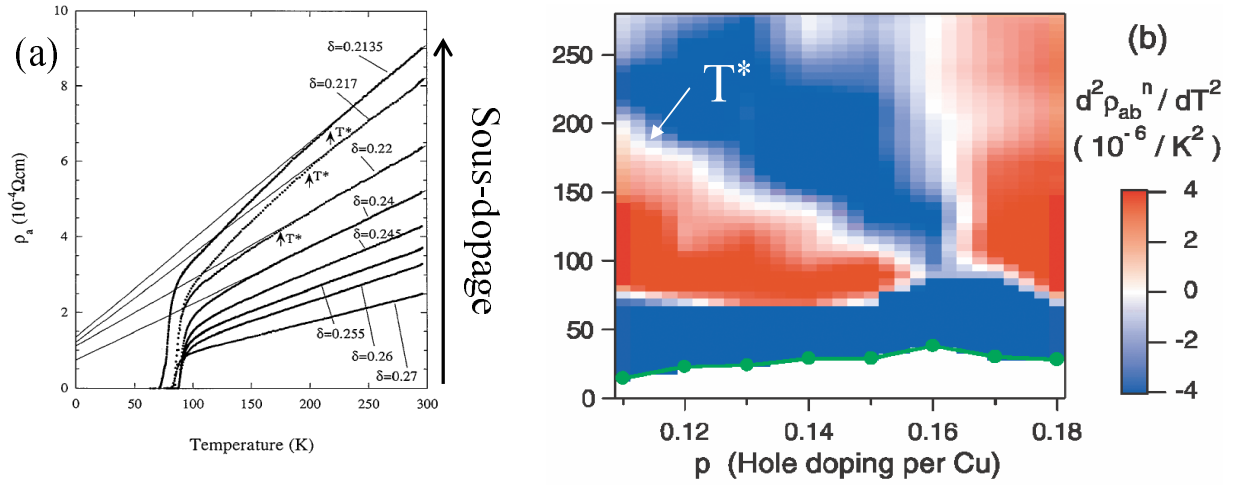 (a)
10
8
6
4
2
0
ρₐ (10⁻⁴Ωcm)
δ=0.2135
δ=0.217
T*
T*
δ=0.22
δ=0.24
T*
δ=0.245
δ=0.255
δ=0.26
δ=0.27
0 50 100 150 200 250 300
Temperature (K)
Sous-dopage
250
200
150
100
50
0
T*
0.12 0.14 0.16 0.18
p (Hole doping per Cu)
(b)
d²ρ_abⁿ / dT²
( 10⁻⁶ / K² )
4
2
0
-2
-4